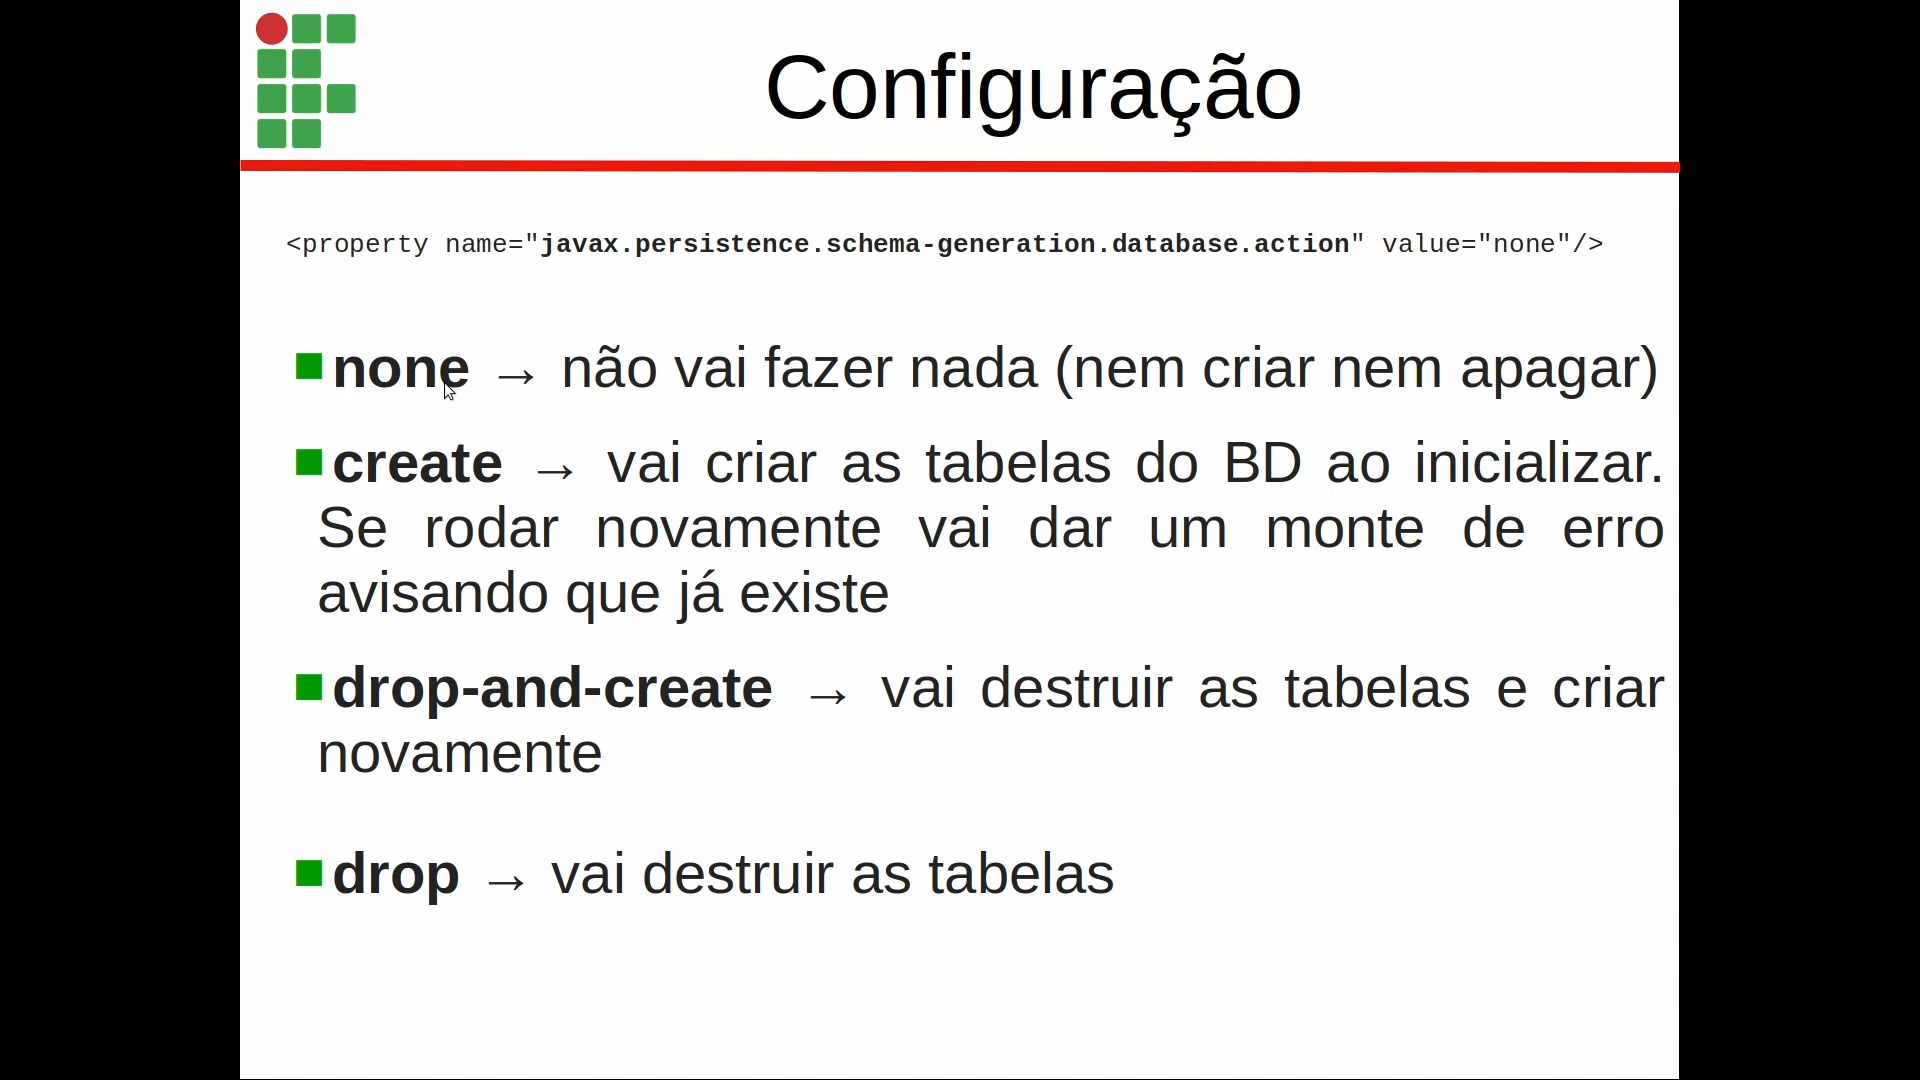 Configuração
<property name="javax.persistence.schema-generation.database.action" value="none"/>
none → não vai fazer nada (nem criar nem apagar)
create → vai criar as tabelas do BD ao inicializar.
Se rodar novamente vai dar um monte de erro
avisando que já existe
drop-and-create → vai destruir as tabelas e criar
novamente
drop → vai destruir as tabelas